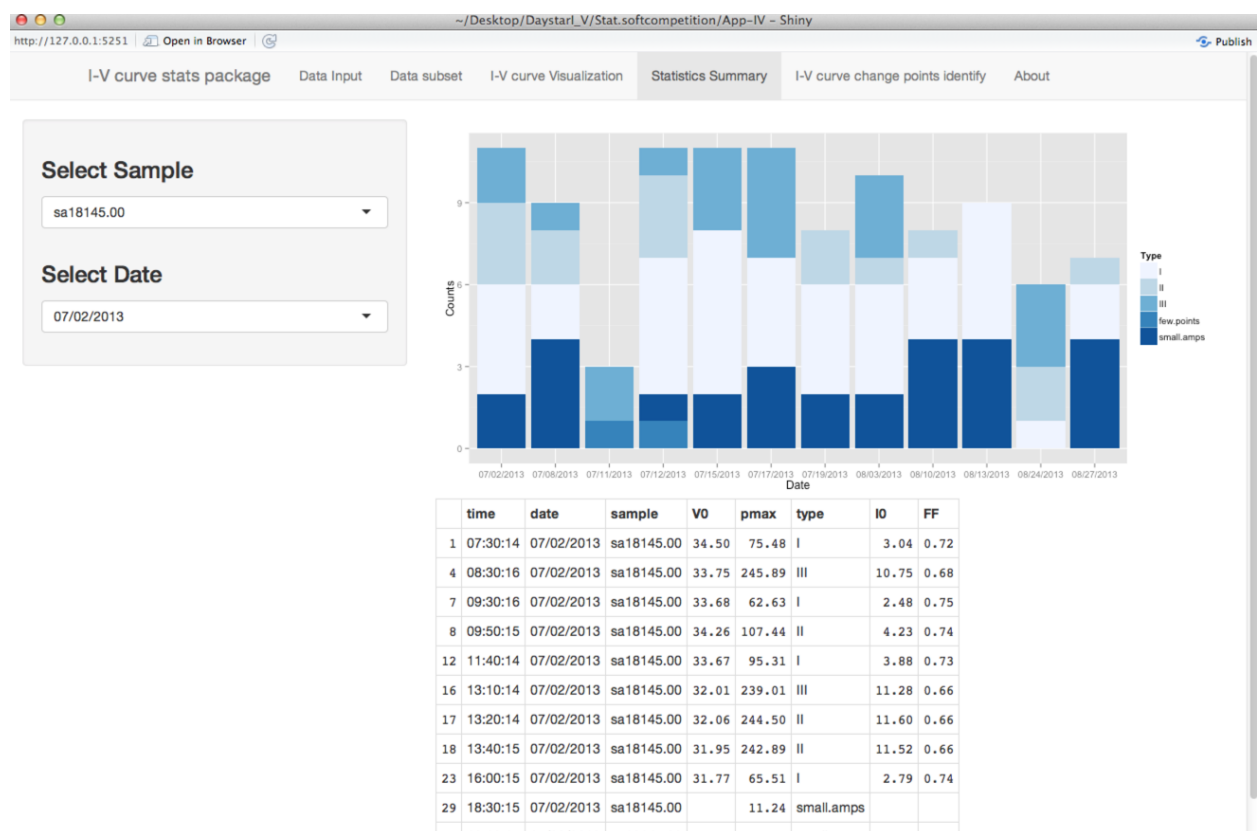 ~/Desktop/DaystarI_V/Stat.softcompetition/App-IV – Shiny
http://127.0.0.1:5251 Open in Browser Publish
I-V curve stats package Data Input Data subset I-V curve Visualization Statistics Summary I-V curve change points identify About
Select Sample
sa18145.00
Select Date
07/02/2013
Counts
9
6
3
0
07/02/2013 07/08/2013 07/11/2013 07/12/2013 07/15/2013 07/17/2013 07/19/2013 08/03/2013 08/10/2013 08/13/2013 08/24/2013 08/27/2013
Date
Type
I
II
III
few.points
small.amps
time date sample V0 pmax type I0 FF
1 07:30:14 07/02/2013 sa18145.00 34.50 75.48 I 3.04 0.72
4 08:30:16 07/02/2013 sa18145.00 33.75 245.89 III 10.75 0.68
7 09:30:16 07/02/2013 sa18145.00 33.68 62.63 I 2.48 0.75
8 09:50:15 07/02/2013 sa18145.00 34.26 107.44 II 4.23 0.74
12 11:40:14 07/02/2013 sa18145.00 33.67 95.31 I 3.88 0.73
16 13:10:14 07/02/2013 sa18145.00 32.01 239.01 III 11.28 0.66
17 13:20:14 07/02/2013 sa18145.00 32.06 244.50 II 11.60 0.66
18 13:40:15 07/02/2013 sa18145.00 31.95 242.89 II 11.52 0.66
23 16:00:15 07/02/2013 sa18145.00 31.77 65.51 I 2.79 0.74
29 18:30:15 07/02/2013 sa18145.00 11.24 small.amps